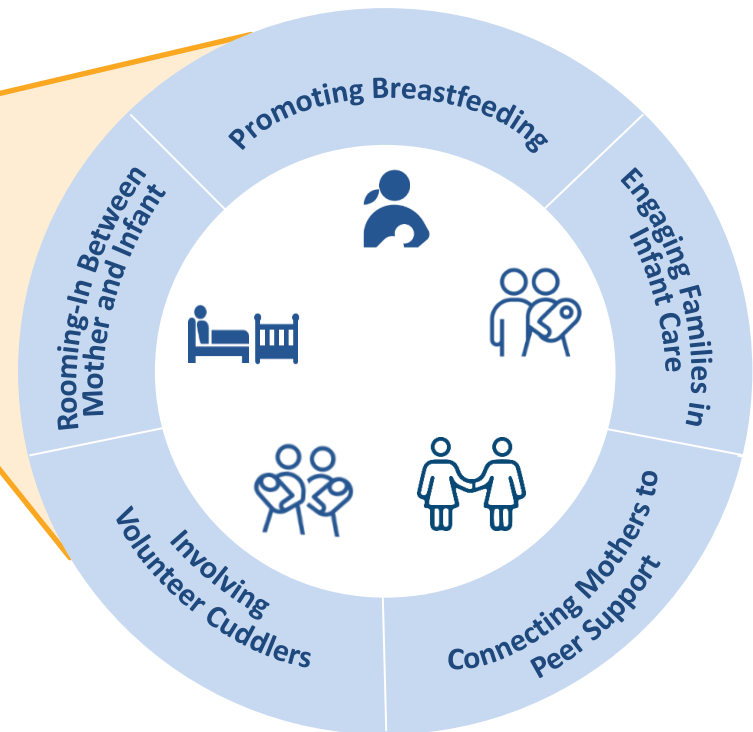 Promoting Breastfeeding
Engaging Families in
Infant Care
Connecting Mothers to
Peer Support
Involving
Volunteer Cuddlers
Rooming-In Between
Mother and Infant